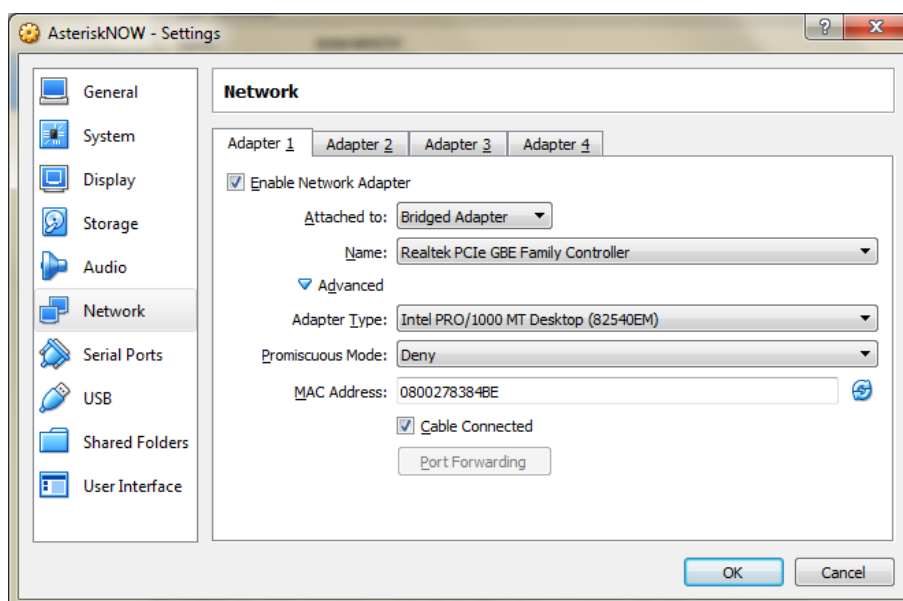 AsteriskNOW - Settings
General
System
Display
Storage
Audio
Network
Serial Ports
USB
Shared Folders
User Interface
Network
Adapter 1 Adapter 2 Adapter 3 Adapter 4
Enable Network Adapter
Attached to: Bridged Adapter
Name: Realtek PCIe GBE Family Controller
Advanced
Adapter Type: Intel PRO/1000 MT Desktop (82540EM)
Promiscuous Mode: Deny
MAC Address: 0800278384BE
Cable Connected
Port Forwarding
OK Cancel